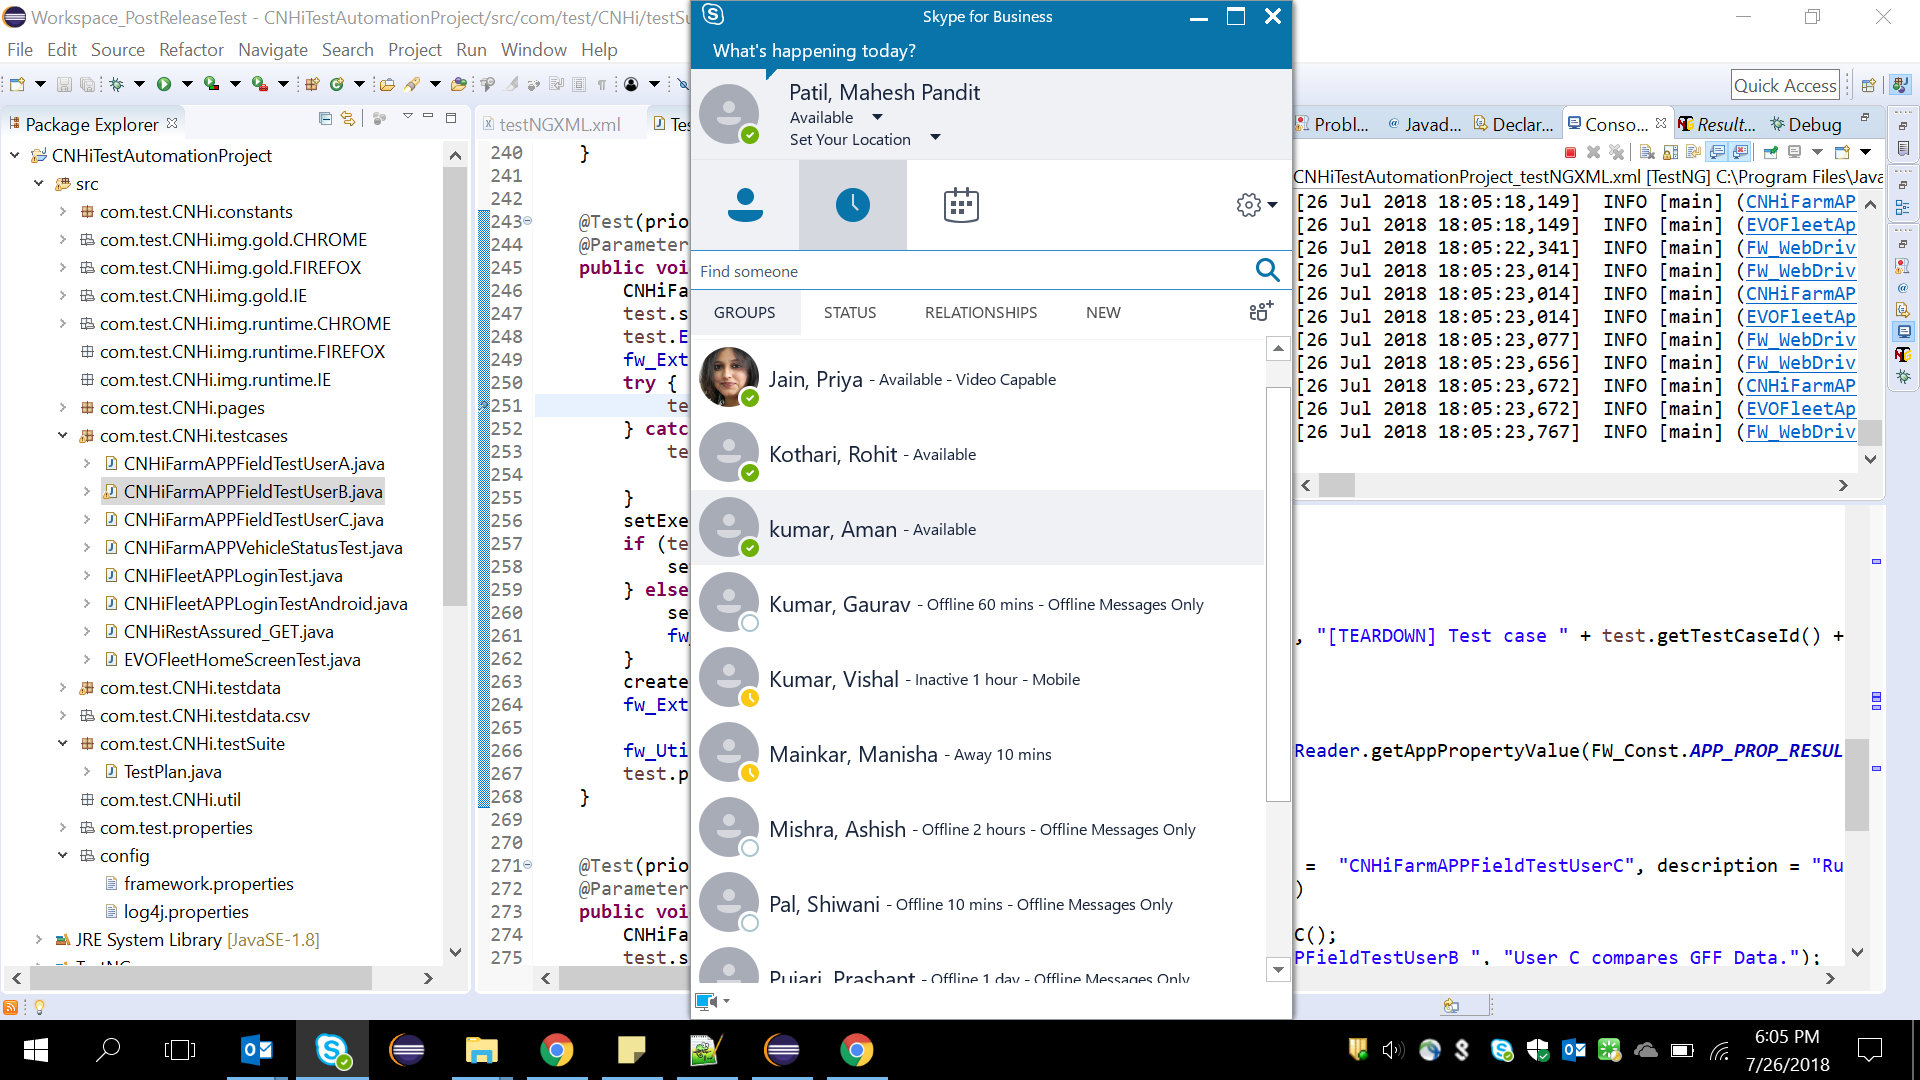 Workspace_PostReleaseTest - CNHiTestAutomationProject/src/com/test/CNHi/testSu
File Edit Source Refactor Navigate Search Project Run Window Help
Quick Access
Package Explorer
CNHiTestAutomationProject
src
com.test.CNHi.constants
com.test.CNHi.img.gold.CHROME
com.test.CNHi.img.gold.FIREFOX
com.test.CNHi.img.gold.IE
com.test.CNHi.img.runtime.CHROME
com.test.CNHi.img.runtime.FIREFOX
com.test.CNHi.img.runtime.IE
com.test.CNHi.pages
com.test.CNHi.testcases
CNHiFarmAPPFieldTestUserA.java
CNHiFarmAPPFieldTestUserB.java
CNHiFarmAPPFieldTestUserC.java
CNHiFarmAPPVehicleStatusTest.java
CNHiFleetAPPLoginTest.java
CNHiFleetAPPLoginTestAndroid.java
CNHiRestAssured_GET.java
EVOFleetHomeScreenTest.java
com.test.CNHi.testdata
com.test.CNHi.testdata.csv
com.test.CNHi.testSuite
TestPlan.java
com.test.CNHi.util
com.test.properties
config
framework.properties
log4j.properties
JRE System Library [JavaSE-1.8]
testNGXML.xml Te
240 }
241
242
243 @Test(prio
244 @Parameter
245 public voi
246 CNHiFa
247 test.s
248 test.E
249 fw_Ext
250 try {
251 te
252 } catc
253 te
254
255 }
256 setExe
257 if (te
258 se
259 } else
260 se
261 fw_
262 }
263 create
264 fw_Ext
265
266 fw_Uti
267 test.p
268 }
269
270
271 @Test(prio
272 @Parameter
273 public voi
274 CNHiFa
275 test.s
Skype for Business
What's happening today?
Patil, Mahesh Pandit
Available
Set Your Location
Find someone
GROUPS STATUS RELATIONSHIPS NEW
Jain, Priya - Available - Video Capable
Kothari, Rohit - Available
kumar, Aman - Available
Kumar, Gaurav - Offline 60 mins - Offline Messages Only
Kumar, Vishal - Inactive 1 hour - Mobile
Mainkar, Manisha - Away 10 mins
Mishra, Ashish - Offline 2 hours - Offline Messages Only
Pal, Shiwani - Offline 10 mins - Offline Messages Only
Pujari, Prashant - Offline 1 day - Offline Messages Only
Probl... Javad... Declar... Conso... Result... Debug
CNHiTestAutomationProject_testNGXML.xml [TestNG] C:\Program Files\Java
[26 Jul 2018 18:05:18,149] INFO [main] (CNHiFarmAP
[26 Jul 2018 18:05:18,149] INFO [main] (EVOFleetAp
[26 Jul 2018 18:05:22,341] INFO [main] (FW_WebDriv
[26 Jul 2018 18:05:23,014] INFO [main] (FW_WebDriv
[26 Jul 2018 18:05:23,014] INFO [main] (CNHiFarmAP
[26 Jul 2018 18:05:23,014] INFO [main] (EVOFleetAp
[26 Jul 2018 18:05:23,077] INFO [main] (FW_WebDriv
[26 Jul 2018 18:05:23,656] INFO [main] (FW_WebDriv
[26 Jul 2018 18:05:23,672] INFO [main] (CNHiFarmAP
[26 Jul 2018 18:05:23,672] INFO [main] (EVOFleetAp
[26 Jul 2018 18:05:23,767] INFO [main] (FW_WebDriv
, "[TEARDOWN] Test case " + test.getTestCaseId() +
Reader.getAppPropertyValue(FW_Const.APP_PROP_RESUL
= "CNHiFarmAPPFieldTestUserC", description = "Ru
)
C();
PFieldTestUserB ", "User C compares GFF Data.");
6:05 PM
7/26/2018